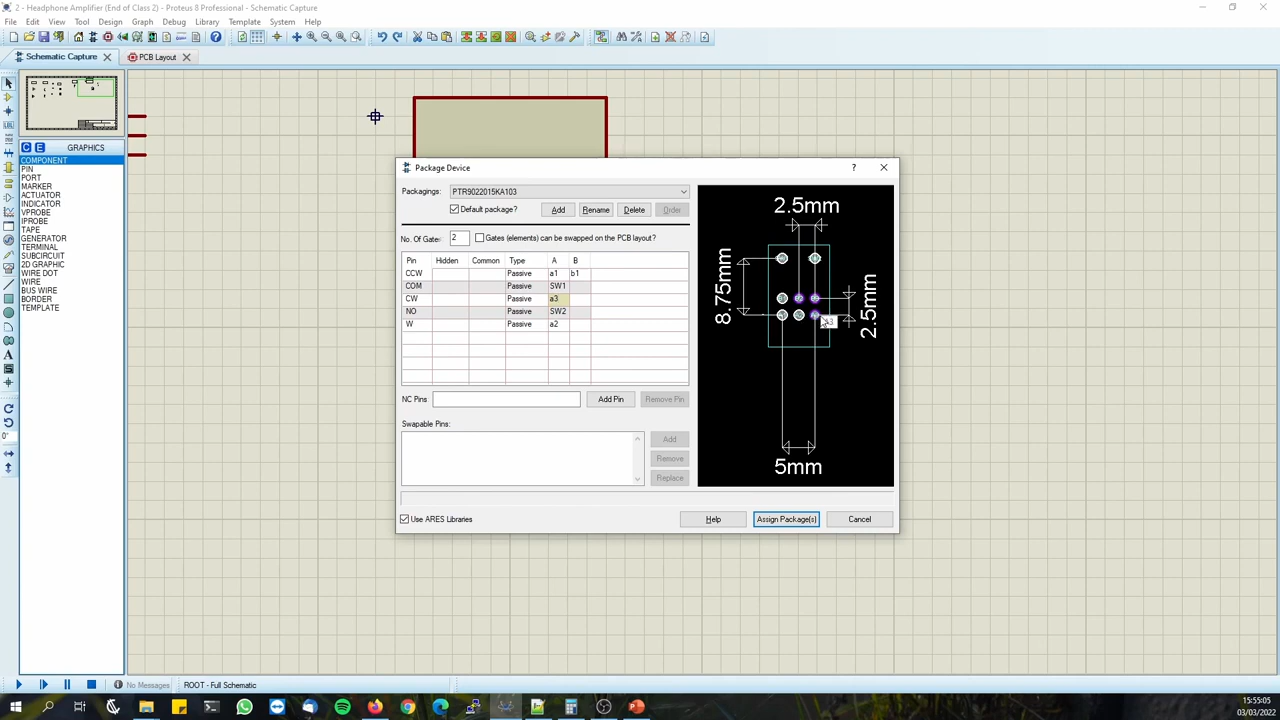 2 - Headphone Amplifier (End of Class 2) - Proteus 8 Professional - Schematic Capture
File Edit View Tool Design Graph Debug Library Template System Help
Schematic Capture
PCB Layout
C E GRAPHICS
COMPONENT
PIN
PORT
MARKER
ACTUATOR
INDICATOR
VPROBE
IPROBE
TAPE
GENERATOR
TERMINAL
SUBCIRCUIT
2D GRAPHIC
WIRE DOT
WIRE
BUS WIRE
BORDER
TEMPLATE
LBL
A
0°
Package Device
?
Packagings: PTR9022015KA103
Default package? Add Rename Delete Order
No. Of Gate: 2 Gates (elements) can be swapped on the PCB layout?
Pin Hidden Common Type A B
CCW Passive a1 b1
COM Passive SW1
CW Passive a3
NO Passive SW2
W Passive a2
NC Pins: Add Pin Remove Pin
Swapable Pins:
Add
Remove
Replace
Use ARES Libraries
Help Assign Package(s) Cancel
2.5mm
8.75mm
2.5mm
5mm
No Messages
ROOT - Full Schematic
15:55:05
03/03/2022